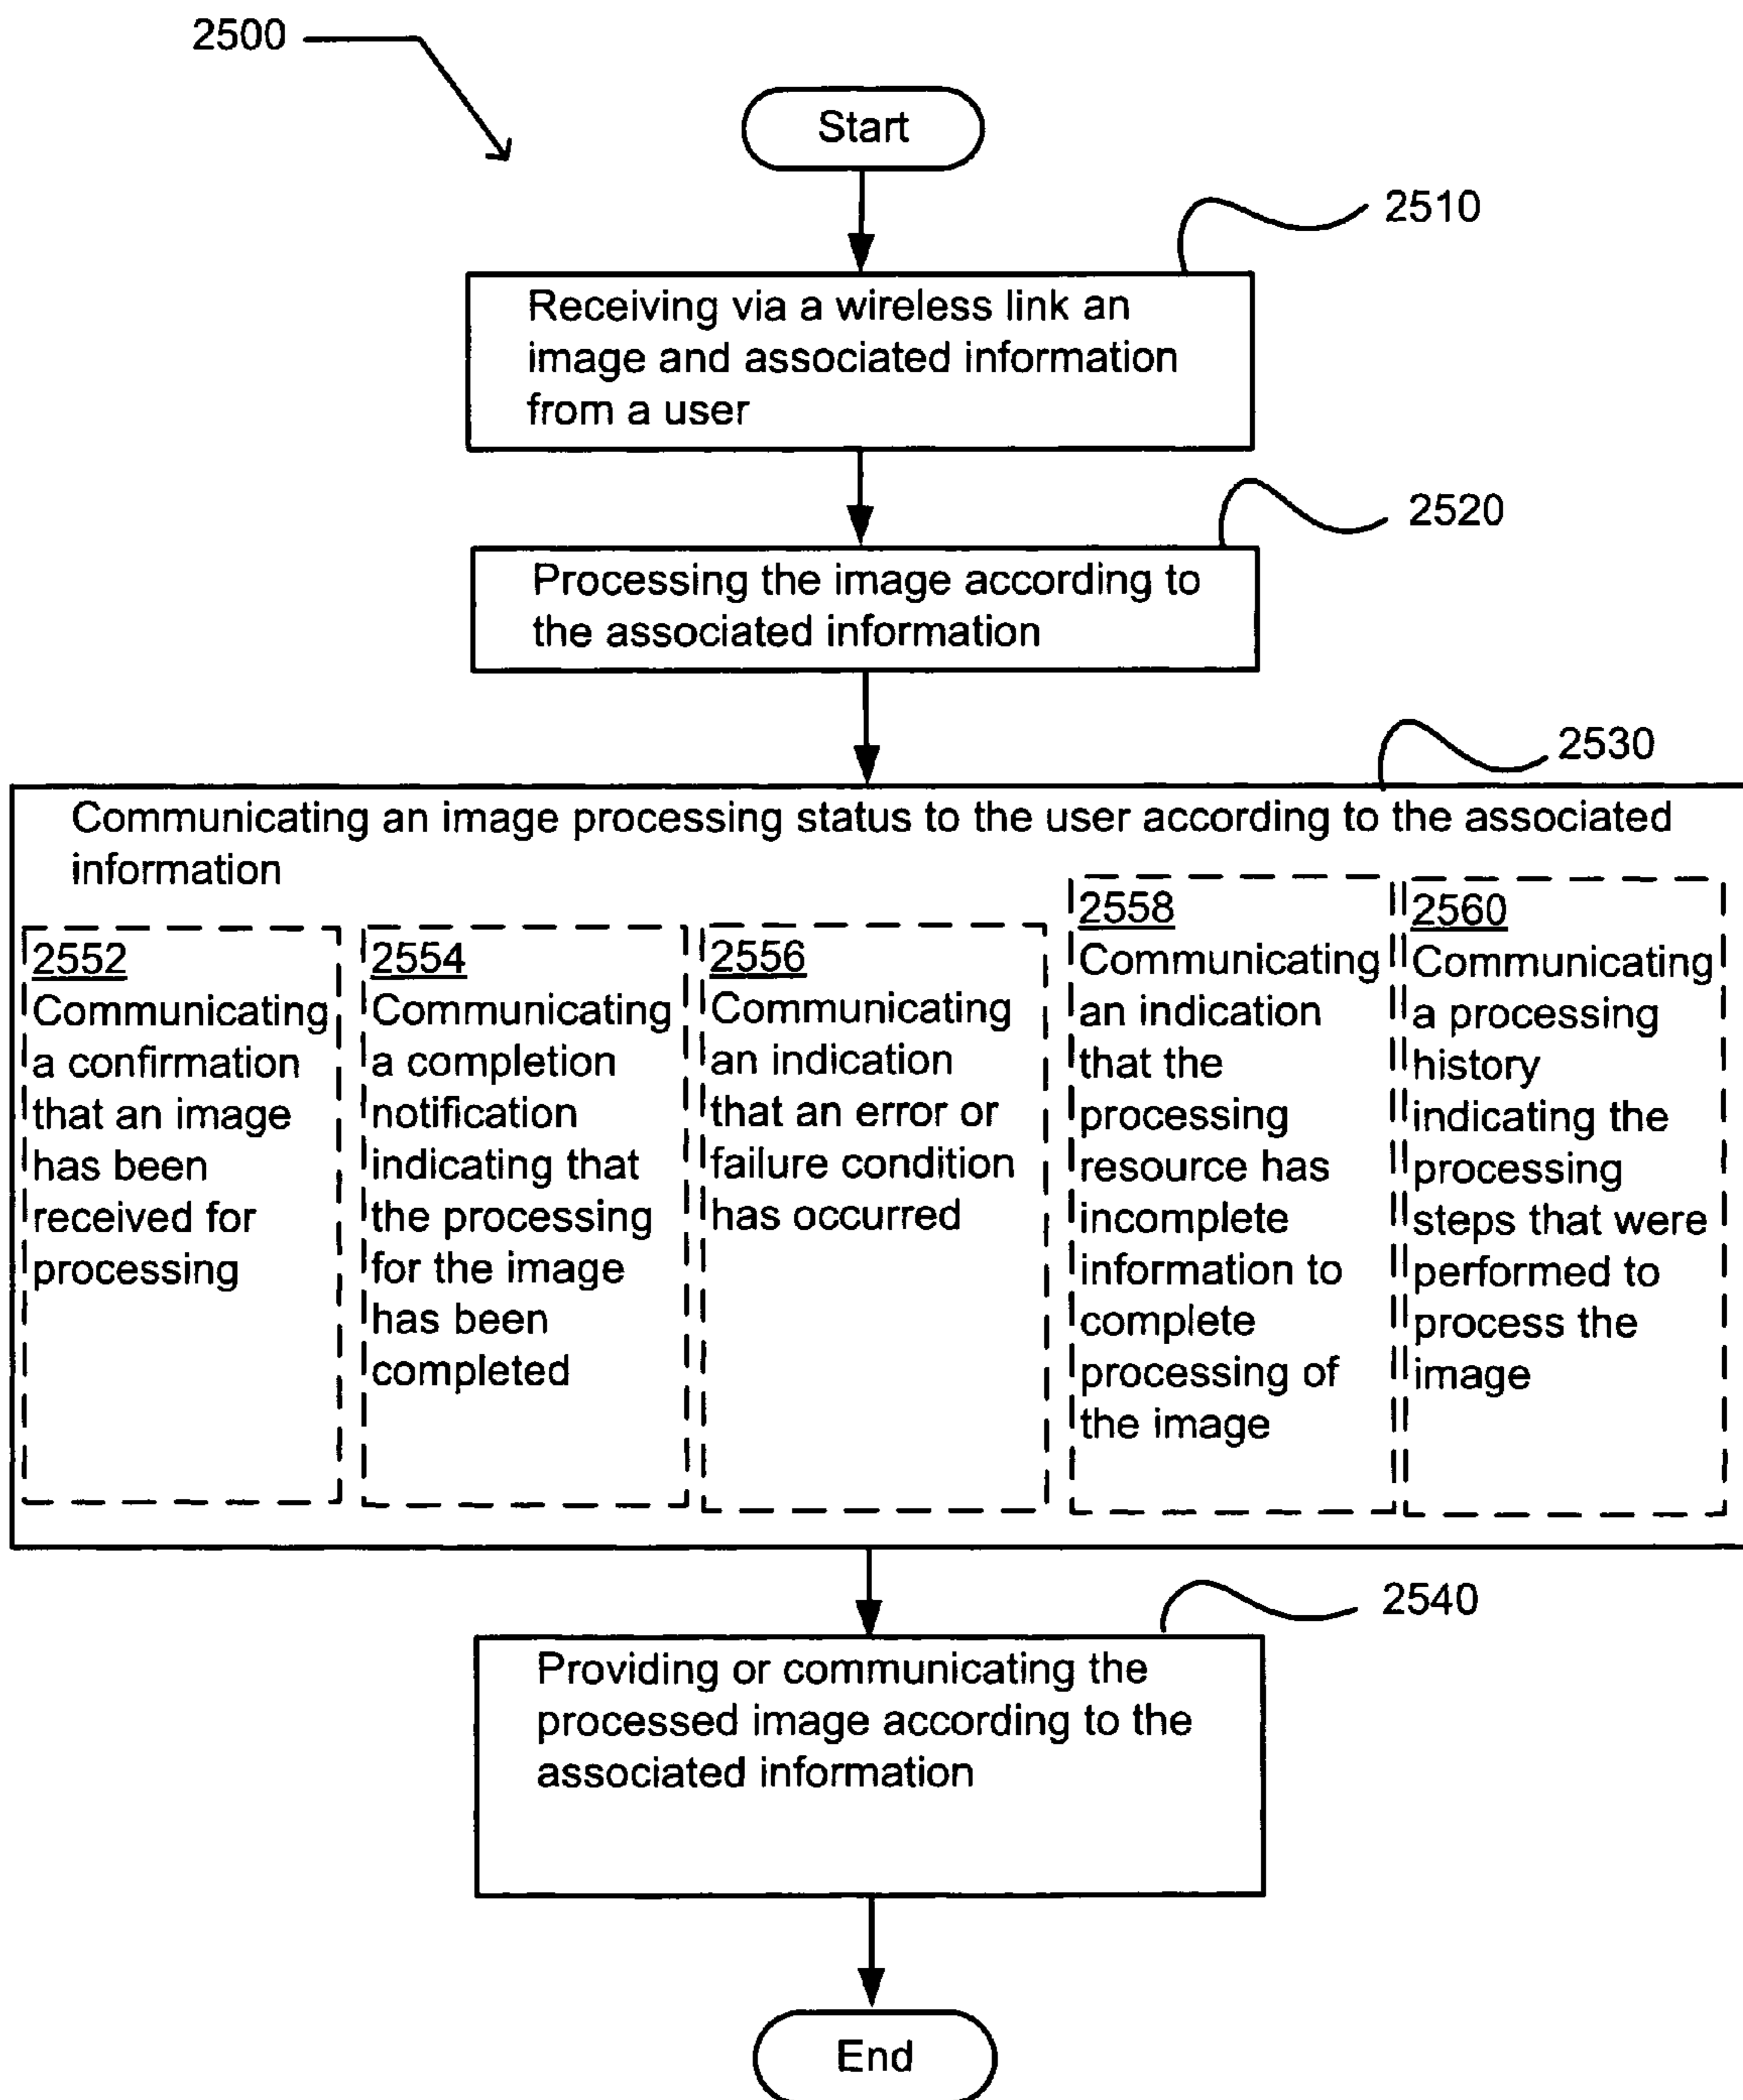 2500
Start
2510
Receiving via a wireless link an
image and associated information
from a user
2520
Processing the image according to
the associated information
2530
Communicating an image processing status to the user according to the associated
information
2552
Communicating
a confirmation
that an image
has been
received for
processing
2554
Communicating
a completion
notification
indicating that
the processing
for the image
has been
completed
2556
Communicating
an indication
that an error or
failure condition
has occurred
2558
Communicating
an indication
that the
processing
resource has
incomplete
information to
complete
processing of
the image
2560
Communicating
a processing
history
indicating the
processing
steps that were
performed to
process the
image
2540
Providing or communicating the
processed image according to the
associated information
End